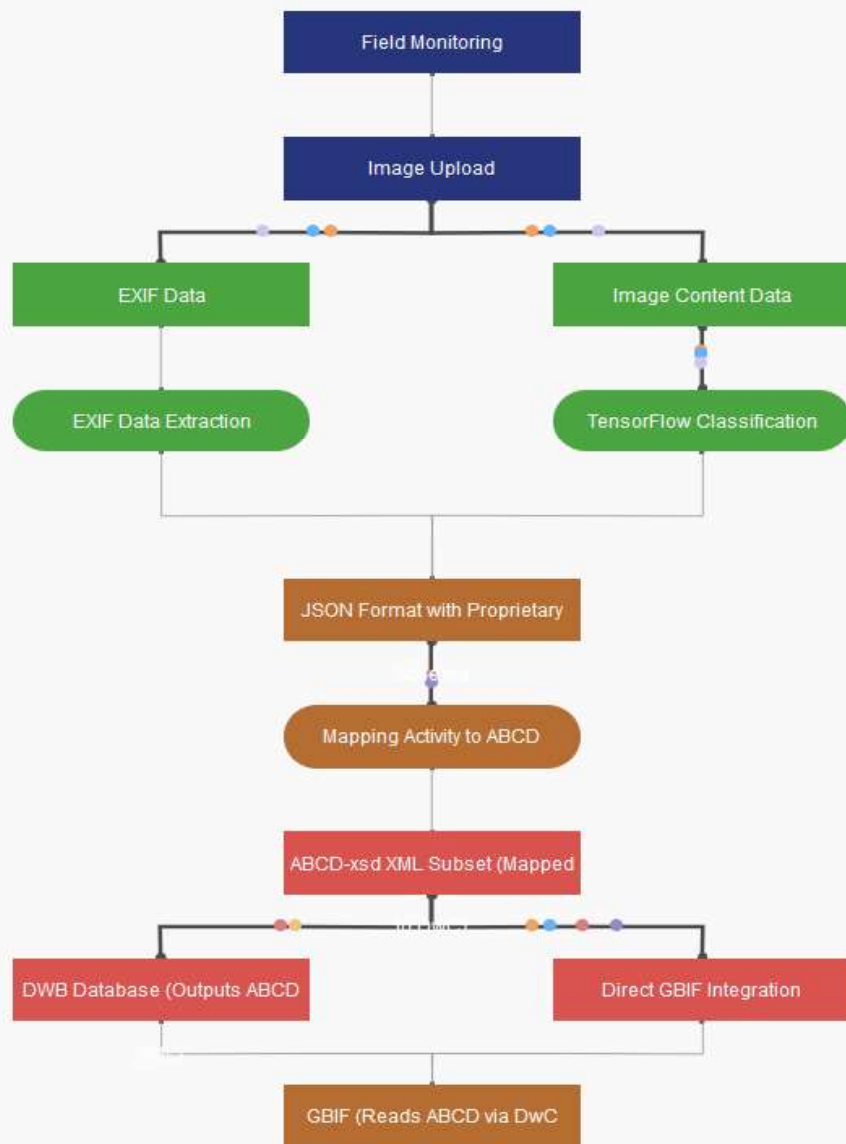 Field Monitoring
Image Upload
EXIF Data
Image Content Data
EXIF Data Extraction
TensorFlow Classification
JSON Format with Proprietary
Mapping Activity to ABCD
ABCD-xsd XML Subset (Mapped
DWB Database (Outputs ABCD
Direct GBIF Integration
GBIF (Reads ABCD via DwC